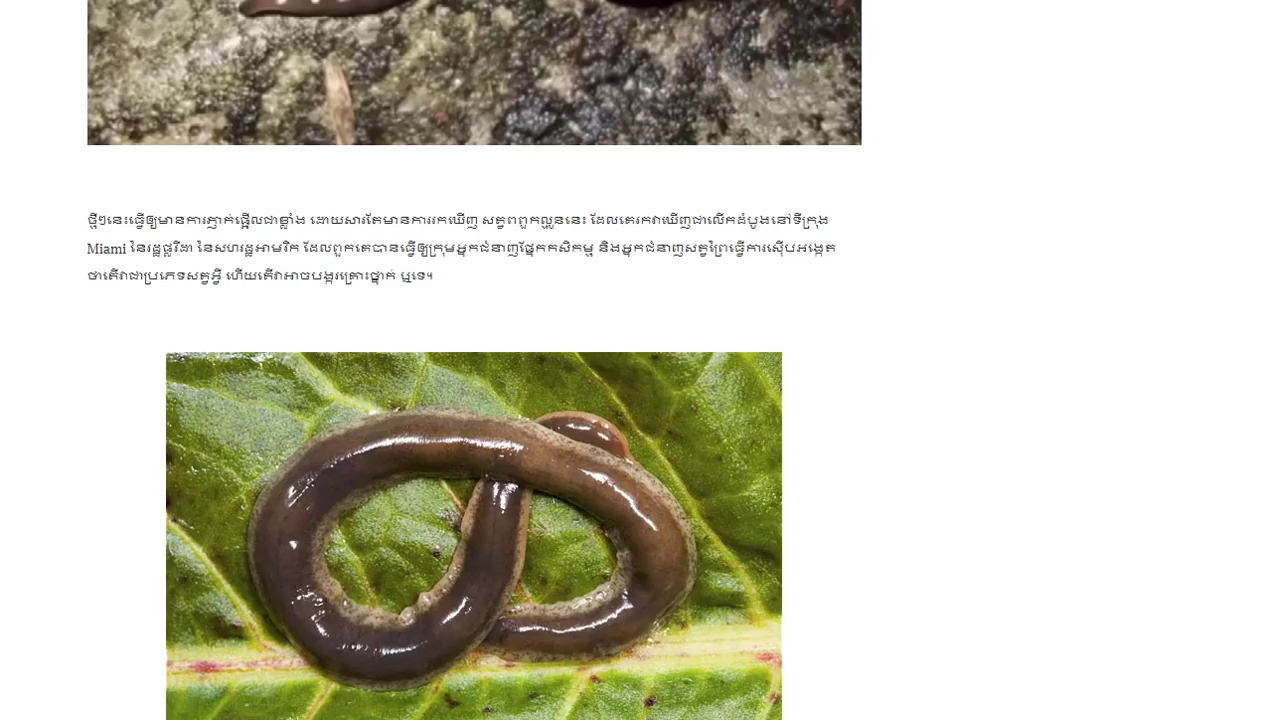 ថ្មីៗនេះធ្វើឲ្យមានការភ្ញាក់ផ្អើលជាខ្លាំង ដោយសារតែមានការរកឃើញ សត្វពពួកល្មូននេះ ដែលគេរកវាឃើញជាលើកដំបូងនៅទីក្រុង
Miami នៃរដ្ឋផ្លរីដា នៃសហរដ្ឋអាមរិក ដែលពួកគេបានធ្វើឲ្យក្រុមអ្នកជំនាញផ្នែកកសិកម្ម និងអ្នកជំនាញសត្វព្រៃធ្វើការស៊ើបអង្កេត
ថាតើវាជាប្រភេទសត្វអ្វី ហើយតើវាអាចបង្ករគ្រោះថ្នាក់ ឬទេ។